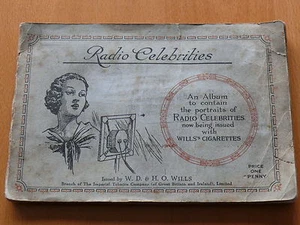 Radio Celebrities
An Album
to contain
the portraits of
RADIO CELEBRITIES
now being issued
with
WILLS'S CIGARETTES
PRICE
ONE
PENNY
Issued by W. D. & H. O. WILLS
Branch of The Imperial Tobacco Company (of Great Britain and Ireland), Limited